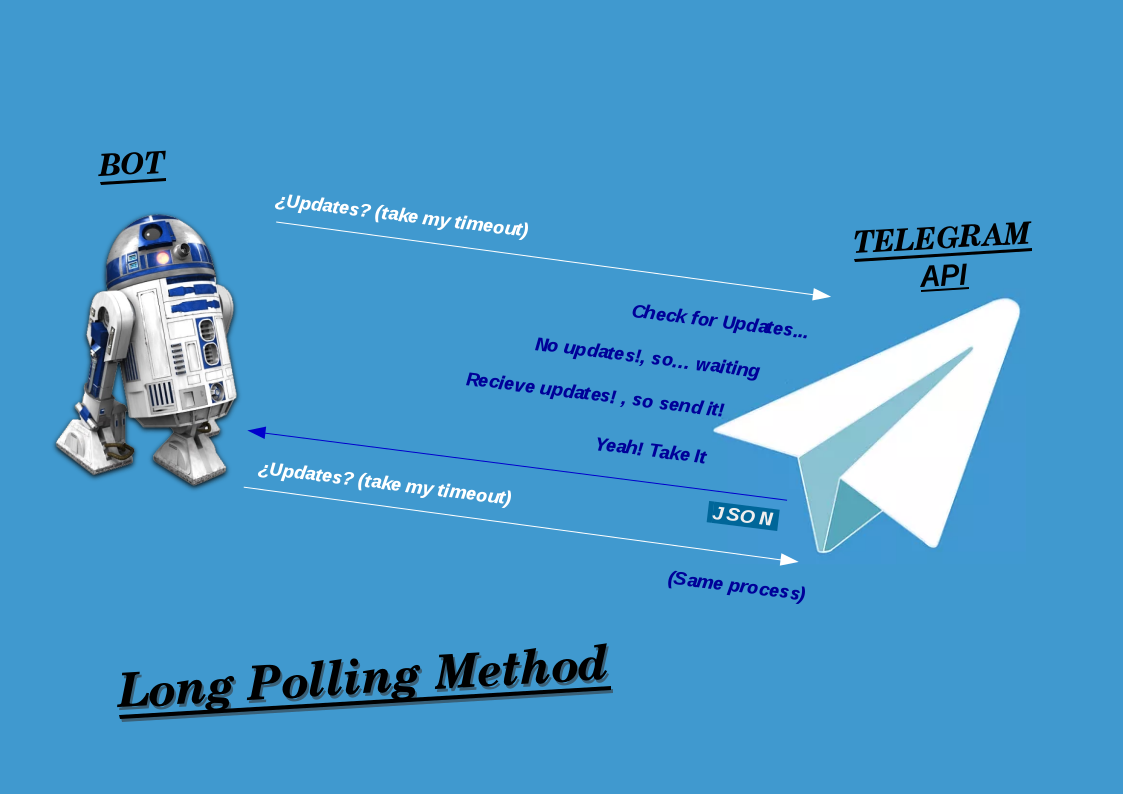 BOT
¿Updates? (take my timeout)
TELEGRAM
API
Check for Updates...
No updates!, so... waiting
Recieve updates! , so send it!
Yeah! Take It
¿Updates? (take my timeout)
JSON
(Same process)
Long Polling Method